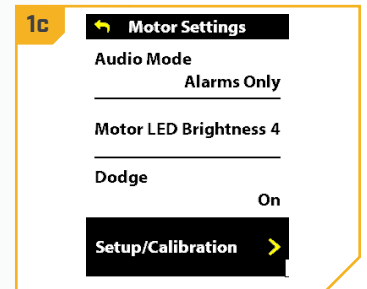 1c
Motor Settings
Audio Mode
Alarms Only
Motor LED Brightness 4
Dodge
On
Setup/Calibration